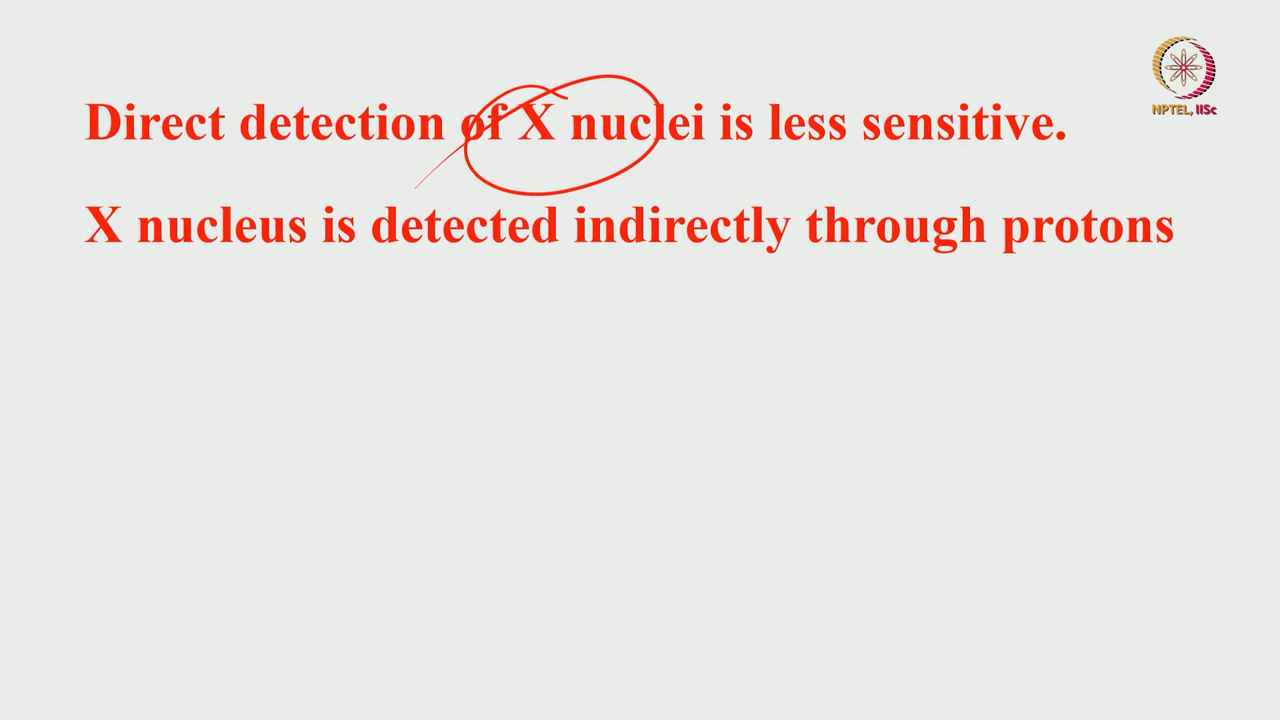 Direct detection of X nuclei is less sensitive.
X nucleus is detected indirectly through protons
NPTEL, IISc